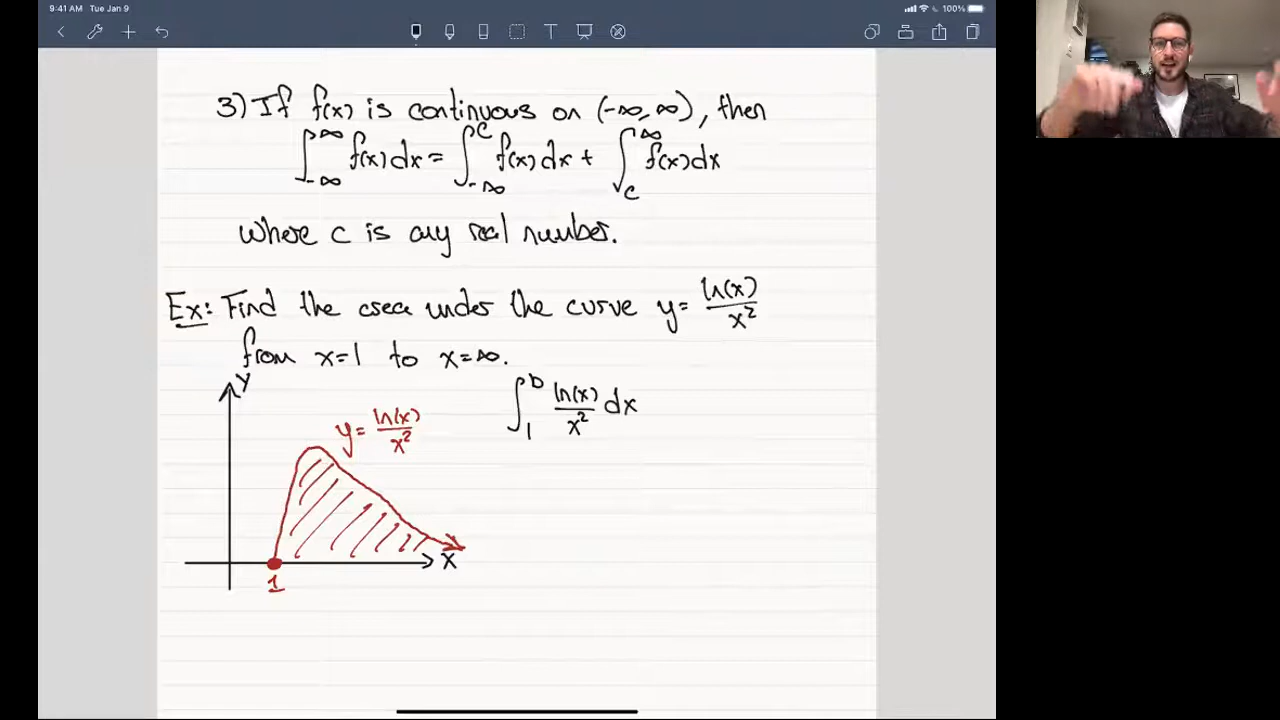 9:41 AM Tue Jan 9
100%
3) If f(x) is continuous on (-∞, ∞), then
∫_{-∞}^{∞} f(x) dx = ∫_{-∞}^{c} f(x) dx + ∫_{c}^{∞} f(x) dx
where c is any real number.
Ex: Find the area under the curve y = ln(x)/x²
from x=1 to x=∞.
∫_{1}^{b} ln(x)/x² dx
y
y = ln(x)/x²
x
1